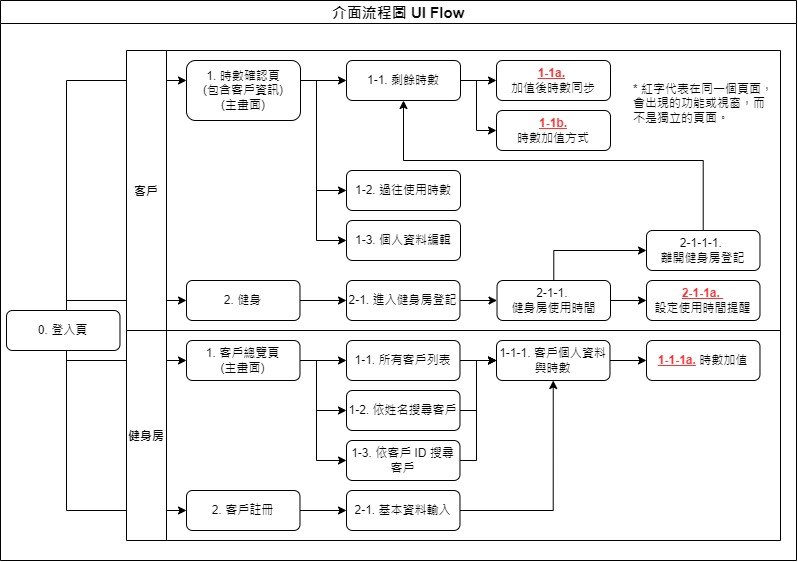 介面流程圖 UI Flow
客戶
1. 時數確認頁
(包含客戶資訊)
(主畫面)
1-1. 剩餘時數
1-1a.
加值後時數同步
* 紅字代表在同一個頁面，
會出現的功能或視窗，而
不是獨立的頁面。
1-1b.
時數加值方式
1-2. 過往使用時數
1-3. 個人資料編輯
2-1-1-1.
離開健身房登記
2. 健身
2-1. 進入健身房登記
2-1-1.
健身房使用時間
2-1-1a.
設定使用時間提醒
0. 登入頁
健身房
1. 客戶總覽頁
(主畫面)
1-1. 所有客戶列表
1-1-1. 客戶個人資料
與時數
1-1-1a. 時數加值
1-2. 依姓名搜尋客戶
1-3. 依客戶 ID 搜尋
客戶
2. 客戶註冊
2-1. 基本資料輸入